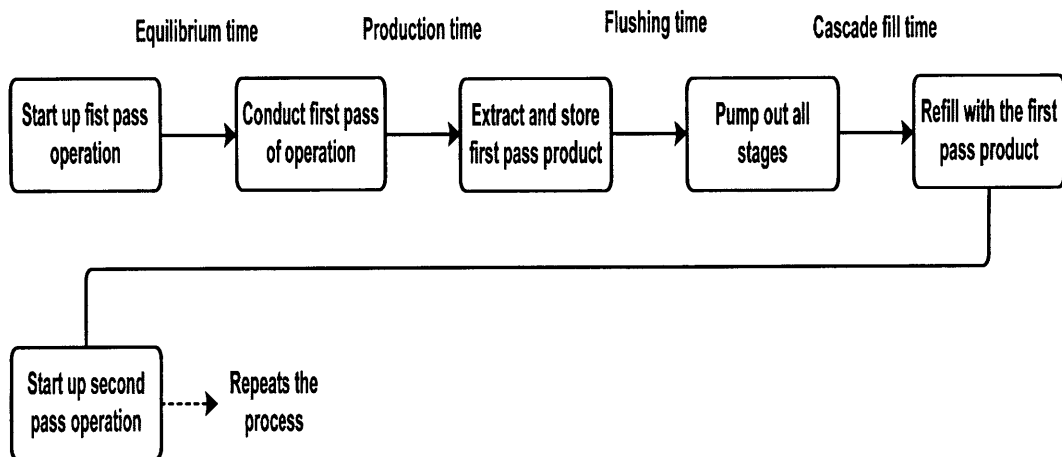 Equilibrium time
Production time
Flushing time
Cascade fill time
Start up fist pass
operation
Conduct first pass
of operation
Extract and store
first pass product
Pump out all
stages
Refill with the first
pass product
Start up second
pass operation
Repeats the
process